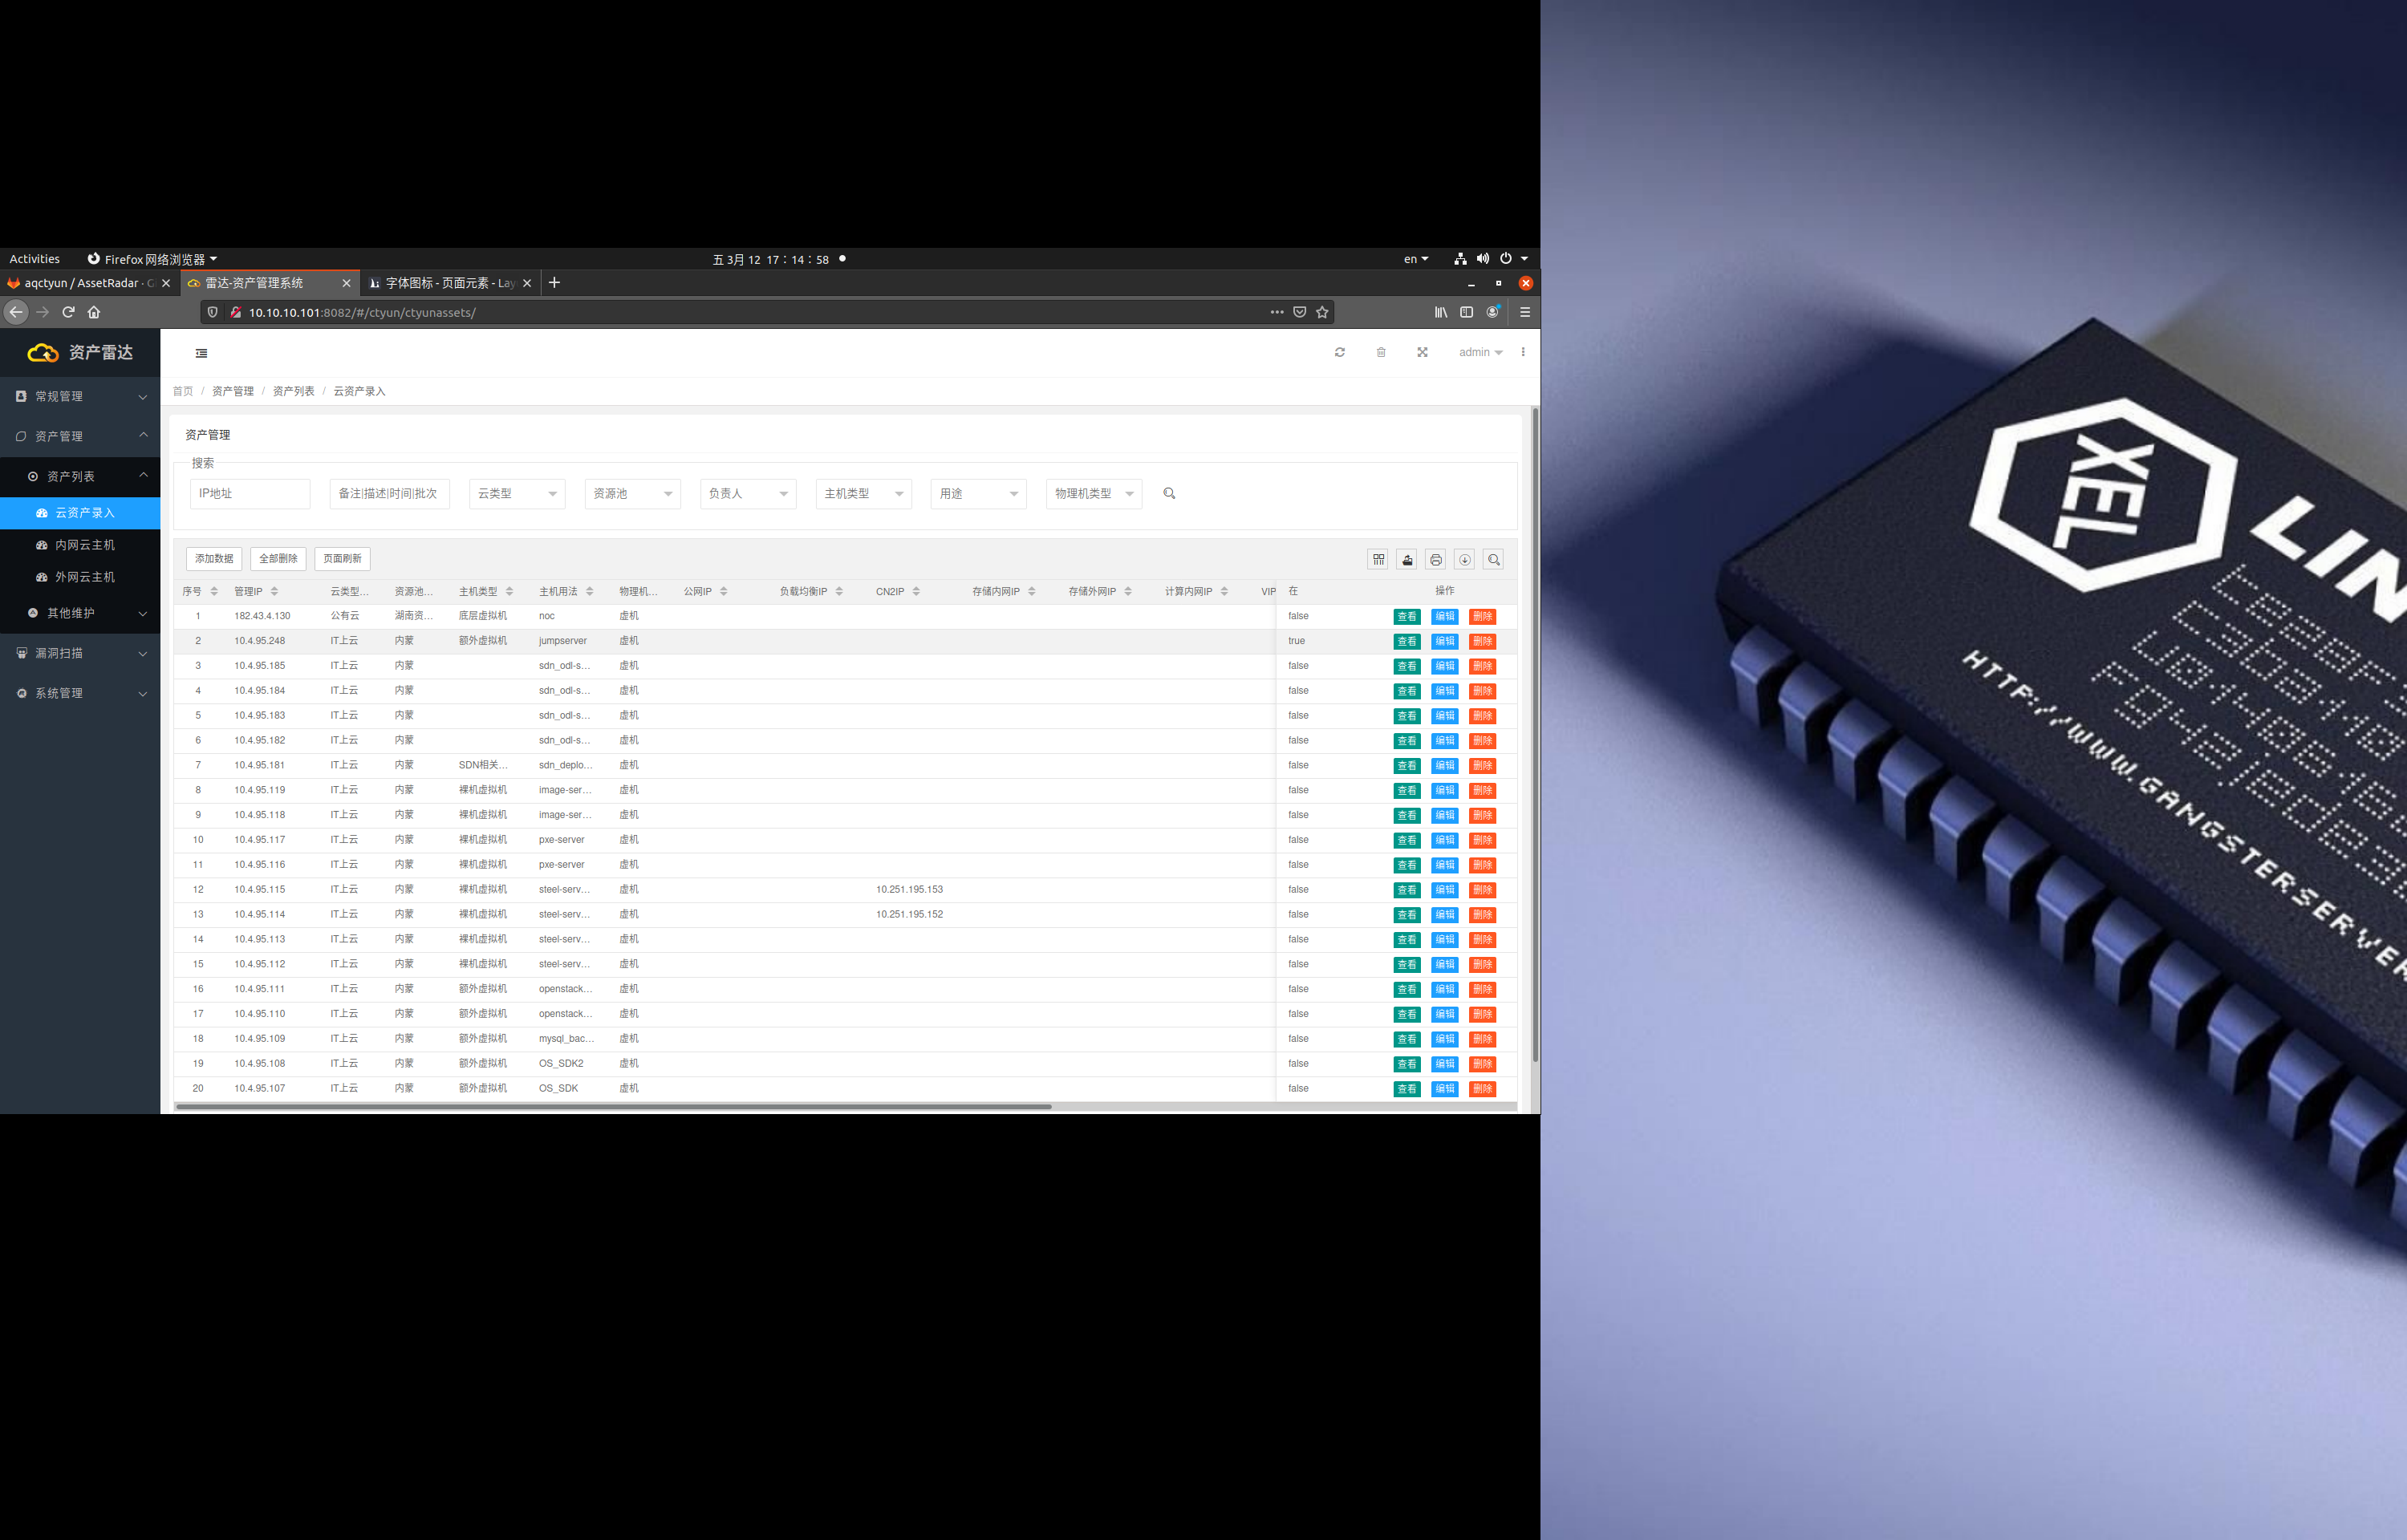 Activities Firefox 网络浏览器 五 3月 12 17：14：58 en
aqctyun / AssetRadar · G 雷达-资产管理系统 字体图标 - 页面元素 - Lay
10.10.10.101:8082/#/ctyun/ctyunassets/
资产雷达 admin
常规管理
资产管理
资产列表
云资产录入
内网云主机
外网云主机
其他维护
漏洞扫描
系统管理
首页 / 资产管理 / 资产列表 / 云资产录入
资产管理
搜索
IP地址 备注|描述|时间|批次 云类型 资源池 负责人 主机类型 用途 物理机类型
添加数据 全部删除 页面刷新
序号 管理IP 云类型... 资源池... 主机类型 主机用法 物理机... 公网IP 负载均衡IP CN2IP 存储内网IP 存储外网IP 计算内网IP VIP 在 操作
1 182.43.4.130 公有云 湖南资... 底层虚拟机 noc 虚机 false 查看 编辑 删除
2 10.4.95.248 IT上云 内蒙 额外虚拟机 jumpserver 虚机 true 查看 编辑 删除
3 10.4.95.185 IT上云 内蒙 sdn_odl-s... 虚机 false 查看 编辑 删除
4 10.4.95.184 IT上云 内蒙 sdn_odl-s... 虚机 false 查看 编辑 删除
5 10.4.95.183 IT上云 内蒙 sdn_odl-s... 虚机 false 查看 编辑 删除
6 10.4.95.182 IT上云 内蒙 sdn_odl-s... 虚机 false 查看 编辑 删除
7 10.4.95.181 IT上云 内蒙 SDN相关... sdn_deplo... 虚机 false 查看 编辑 删除
8 10.4.95.119 IT上云 内蒙 裸机虚拟机 image-ser... 虚机 false 查看 编辑 删除
9 10.4.95.118 IT上云 内蒙 裸机虚拟机 image-ser... 虚机 false 查看 编辑 删除
10 10.4.95.117 IT上云 内蒙 裸机虚拟机 pxe-server 虚机 false 查看 编辑 删除
11 10.4.95.116 IT上云 内蒙 裸机虚拟机 pxe-server 虚机 false 查看 编辑 删除
12 10.4.95.115 IT上云 内蒙 裸机虚拟机 steel-serv... 虚机 10.251.195.153 false 查看 编辑 删除
13 10.4.95.114 IT上云 内蒙 裸机虚拟机 steel-serv... 虚机 10.251.195.152 false 查看 编辑 删除
14 10.4.95.113 IT上云 内蒙 裸机虚拟机 steel-serv... 虚机 false 查看 编辑 删除
15 10.4.95.112 IT上云 内蒙 裸机虚拟机 steel-serv... 虚机 false 查看 编辑 删除
16 10.4.95.111 IT上云 内蒙 额外虚拟机 openstack... 虚机 false 查看 编辑 删除
17 10.4.95.110 IT上云 内蒙 额外虚拟机 openstack... 虚机 false 查看 编辑 删除
18 10.4.95.109 IT上云 内蒙 额外虚拟机 mysql_bac... 虚机 false 查看 编辑 删除
19 10.4.95.108 IT上云 内蒙 额外虚拟机 OS_SDK2 虚机 false 查看 编辑 删除
20 10.4.95.107 IT上云 内蒙 额外虚拟机 OS_SDK 虚机 false 查看 编辑 删除
XEL
LIN
HTTP://WWW.GANGSTERSERVER